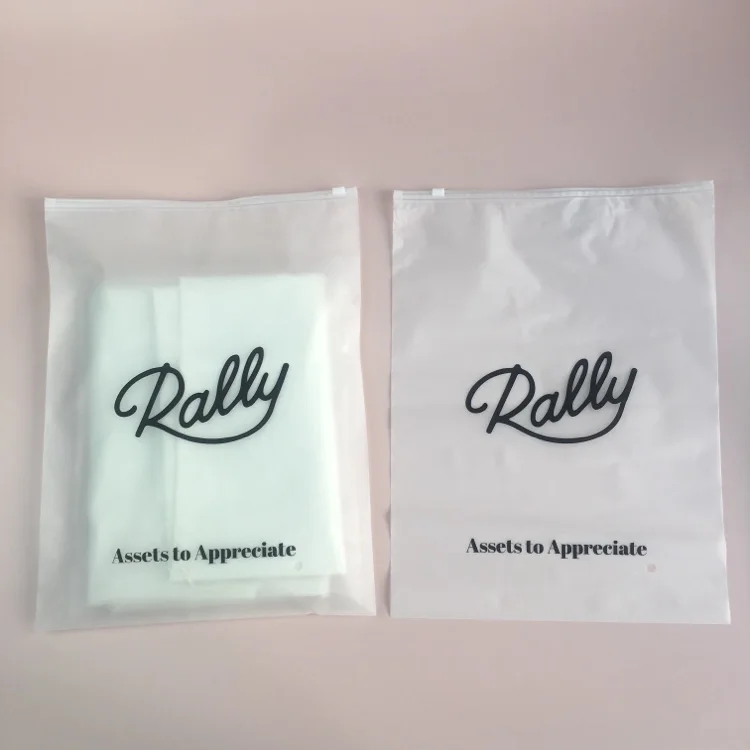 Rally
Assets to Appreciate
Rally
Assets to Appreciate